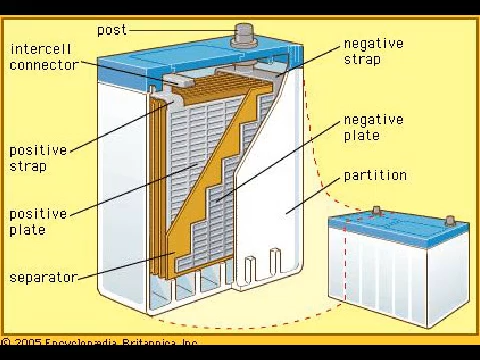 post
intercell
connector
positive
strap
positive
plate
separator
negative
strap
negative
plate
partition
© 2005 Encyclopædia Britannica, Inc.